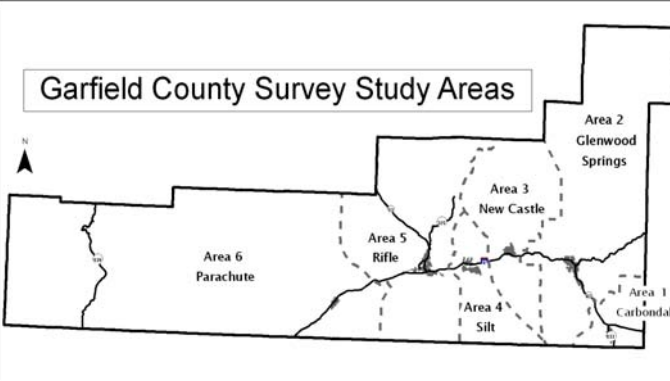 Garfield County Survey Study Areas
N
Area 2
Glenwood
Springs
Area 3
New Castle
Area 5
Rifle
Area 6
Parachute
Area 4
Silt
Area 1
Carbondal